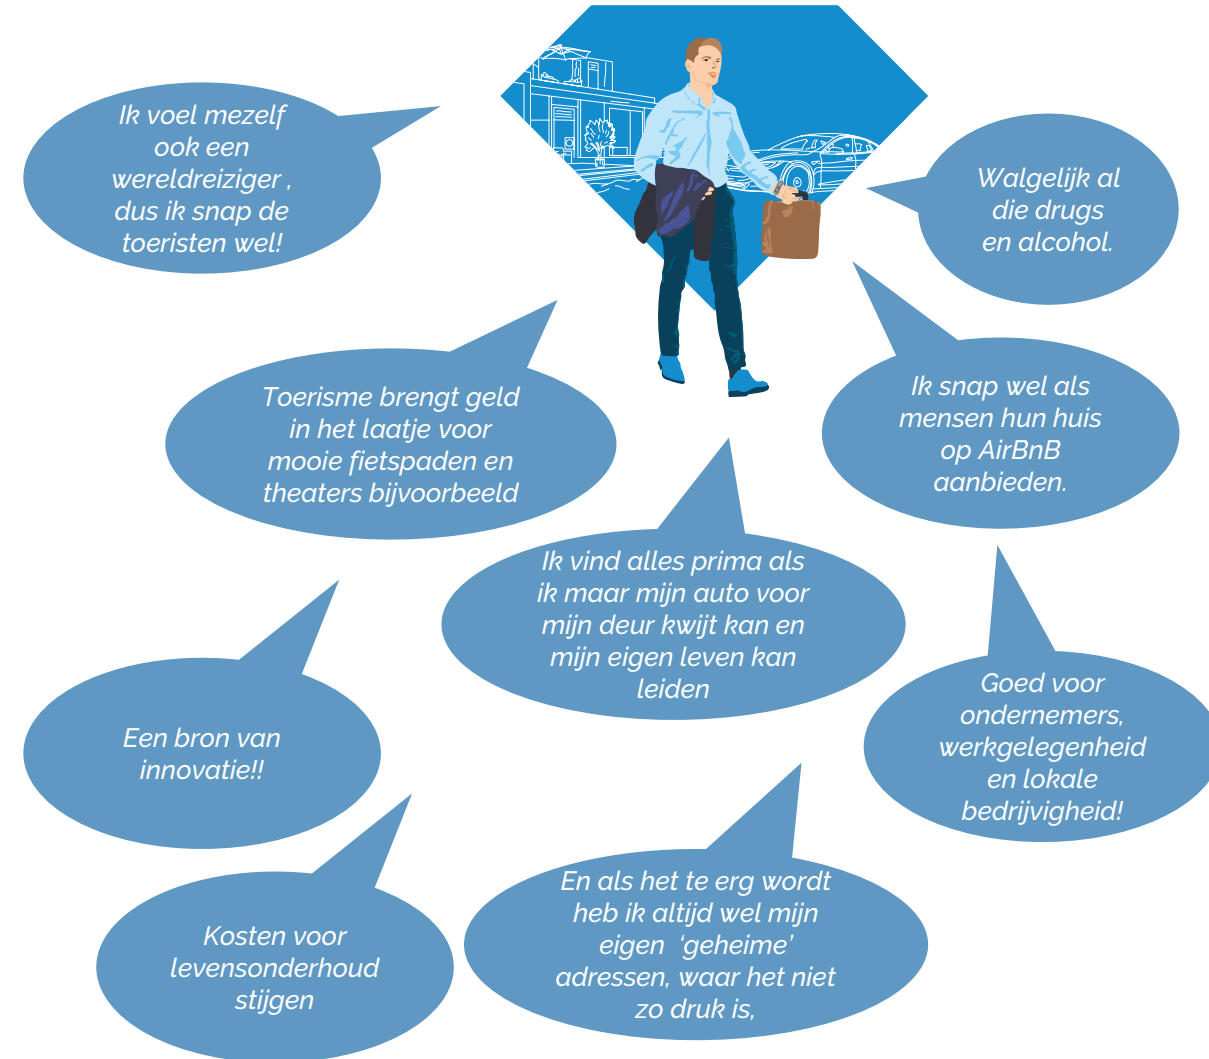 Ik voel mezelf
ook een
wereldreiziger ,
dus ik snap de
toeristen wel!
Walgelijk al
die drugs
en alcohol.
Toerisme brengt geld
in het laatje voor
mooie fietspaden en
theaters bijvoorbeeld
Ik snap wel als
mensen hun huis
op AirBnB
aanbieden.
Ik vind alles prima als
ik maar mijn auto voor
mijn deur kwijt kan en
mijn eigen leven kan
leiden
Een bron van
innovatie!!
Goed voor
ondernemers,
werkgelegenheid
en lokale
bedrijvigheid!
Kosten voor
levensonderhoud
stijgen
En als het te erg wordt
heb ik altijd wel mijn
eigen ‘geheime’
adressen, waar het niet
zo druk is,